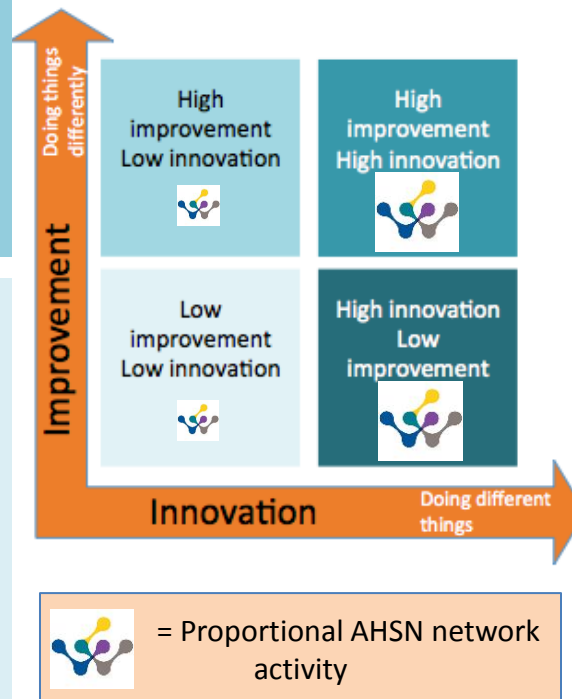 Doing things
differently
Improvement
High
improvement
Low innovation
High
improvement
High innovation
Low
improvement
Low innovation
High innovation
Low
improvement
Innovation
Doing different
things
= Proportional AHSN network
activity